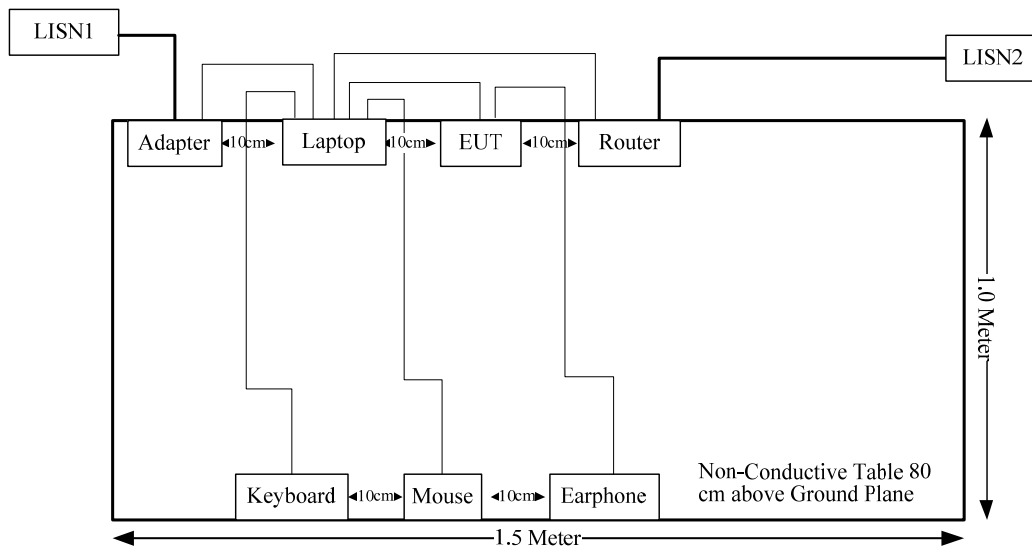 LISN1
LISN2
Adapter
10cm
Laptop
10cm
EUT
10cm
Router
1.0 Meter
Keyboard
10cm
Mouse
10cm
Earphone
Non-Conductive Table 80
cm above Ground Plane
1.5 Meter